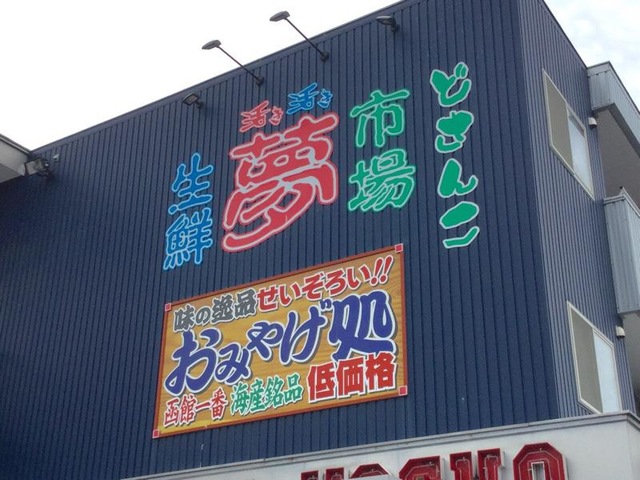 どさんこ
活き活き
生鮮夢市場
味の逸品せいぞろい!!
おみやげ処
函館一番 海産銘品 低価格